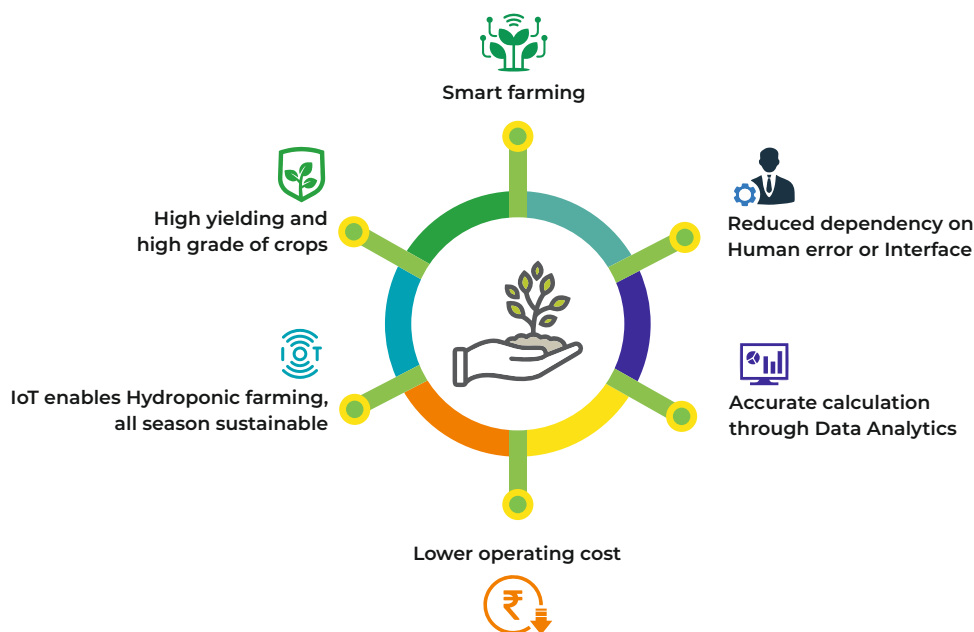 Smart farming
High yielding and
high grade of crops
Reduced dependency on
Human error or Interface
IOT
IoT enables Hydroponic farming,
all season sustainable
Accurate calculation
through Data Analytics
Lower operating cost
₹